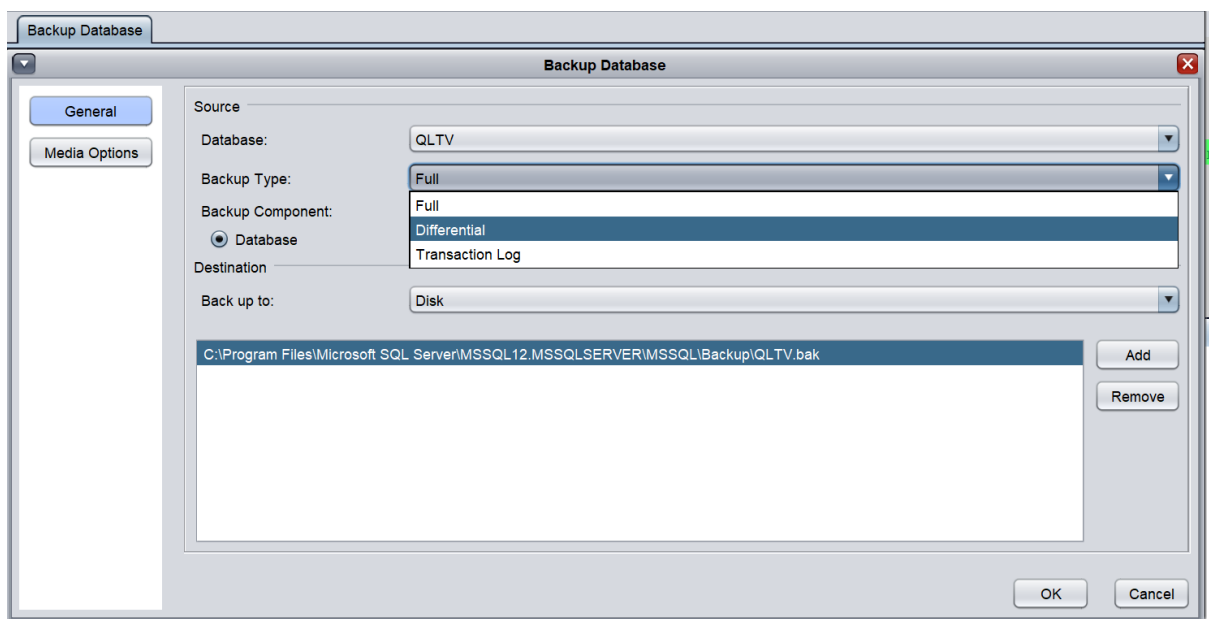 Backup Database
Backup Database
General
Media Options
Source
Database:
QLTV
Backup Type:
Full
Full
Differential
Transaction Log
Backup Component:
Database
Destination
Back up to:
Disk
C:\Program Files\Microsoft SQL Server\MSSQL12.MSSQLSERVER\MSSQL\Backup\QLTV.bak
Add
Remove
OK
Cancel